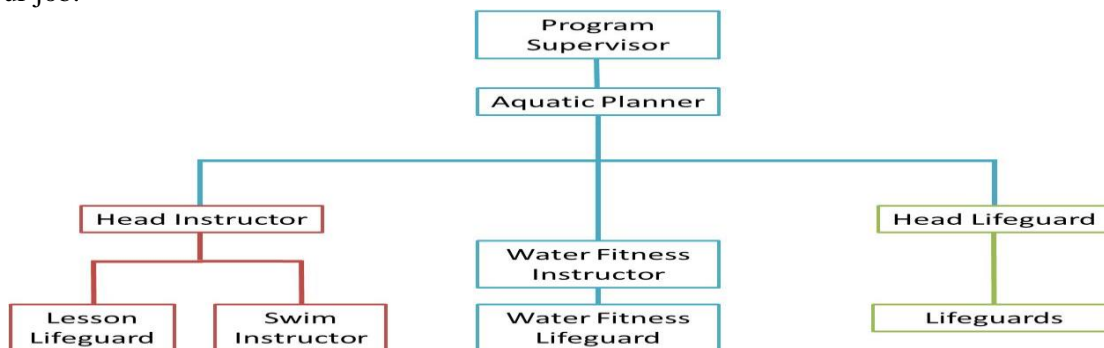 Program
Supervisor
Aquatic Planner
Head Instructor
Head Lifeguard
Water Fitness
Instructor
Lesson
Lifeguard
Swim
Instructor
Water Fitness
Lifeguard
Lifeguards